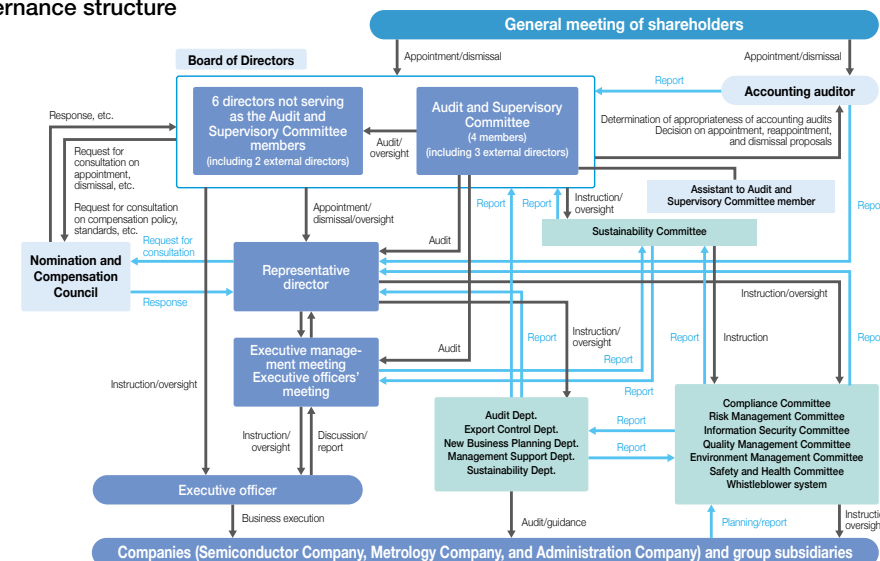 ernance structure
General meeting of shareholders
Appointment/dismissal
Appointment/dismissal
Board of Directors
Report
Accounting auditor
6 directors not serving
as the Audit and
Supervisory Committee
members
(including 2 external directors)
Audit/
oversight
Audit and Supervisory
Committee
(4 members)
(including 3 external directors)
Determination of appropriateness of accounting audits
Decision on appointment, reappointment,
and dismissal proposals
Response, etc.
Request for
consultation on
appointment,
dismissal, etc.
Request for consultation
on compensation policy,
standards, etc.
Appointment/
dismissal/oversight
Report
Report
Instruction/
oversight
Assistant to Audit and
Supervisory Committee member
Repo
Sustainability Committee
Audit
Request for
consultation
Nomination and
Compensation
Council
Response
Representative
director
Instruction/oversight
Executive manage-
ment meeting
Executive officers'
meeting
Audit
Report
Instruction/
oversight
Report
Report
Instruction
Repo
Report
Instruction/oversight
Audit Dept.
Export Control Dept.
New Business Planning Dept.
Management Support Dept.
Sustainability Dept.
Report
Report
Compliance Committee
Risk Management Committee
Information Security Committee
Quality Management Committee
Environment Management Committee
Safety and Health Committee
Whistleblower system
Instruction/
oversight
Discussion/
report
Executive officer
Business execution
Audit/guidance
Planning/report
Instructi
oversigh
Companies (Semiconductor Company, Metrology Company, and Administration Company) and group subsidiaries